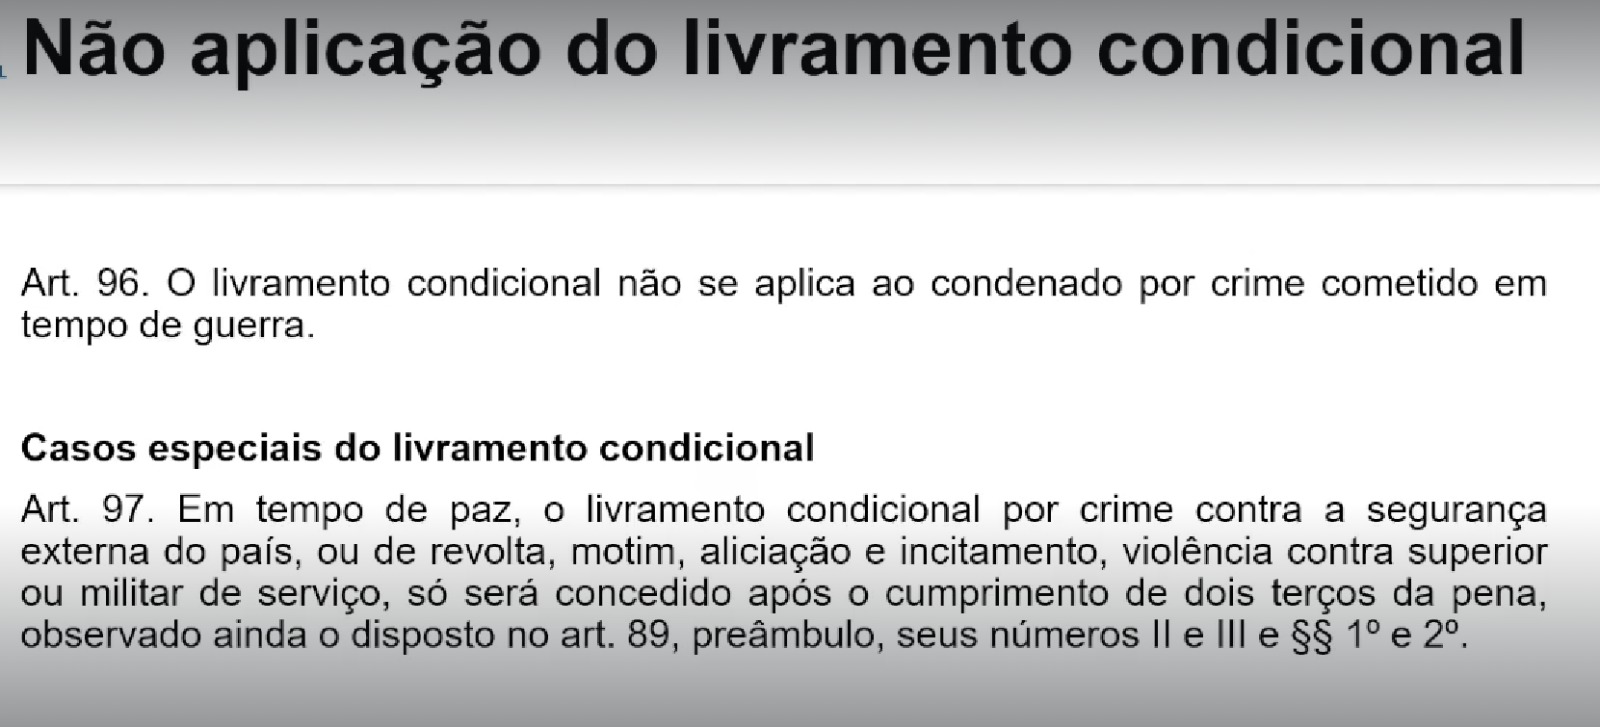 Não aplicação do livramento condicional
Art. 96. O livramento condicional não se aplica ao condenado por crime cometido em
tempo de guerra.
Casos especiais do livramento condicional
Art. 97. Em tempo de paz, o livramento condicional por crime contra a segurança
externa do país, ou de revolta, motim, aliciação e incitamento, violência contra superior
ou militar de serviço, só será concedido após o cumprimento de dois terços da pena,
observado ainda o disposto no art. 89, preâmbulo, seus números II e III e §§ 1º e 2º.